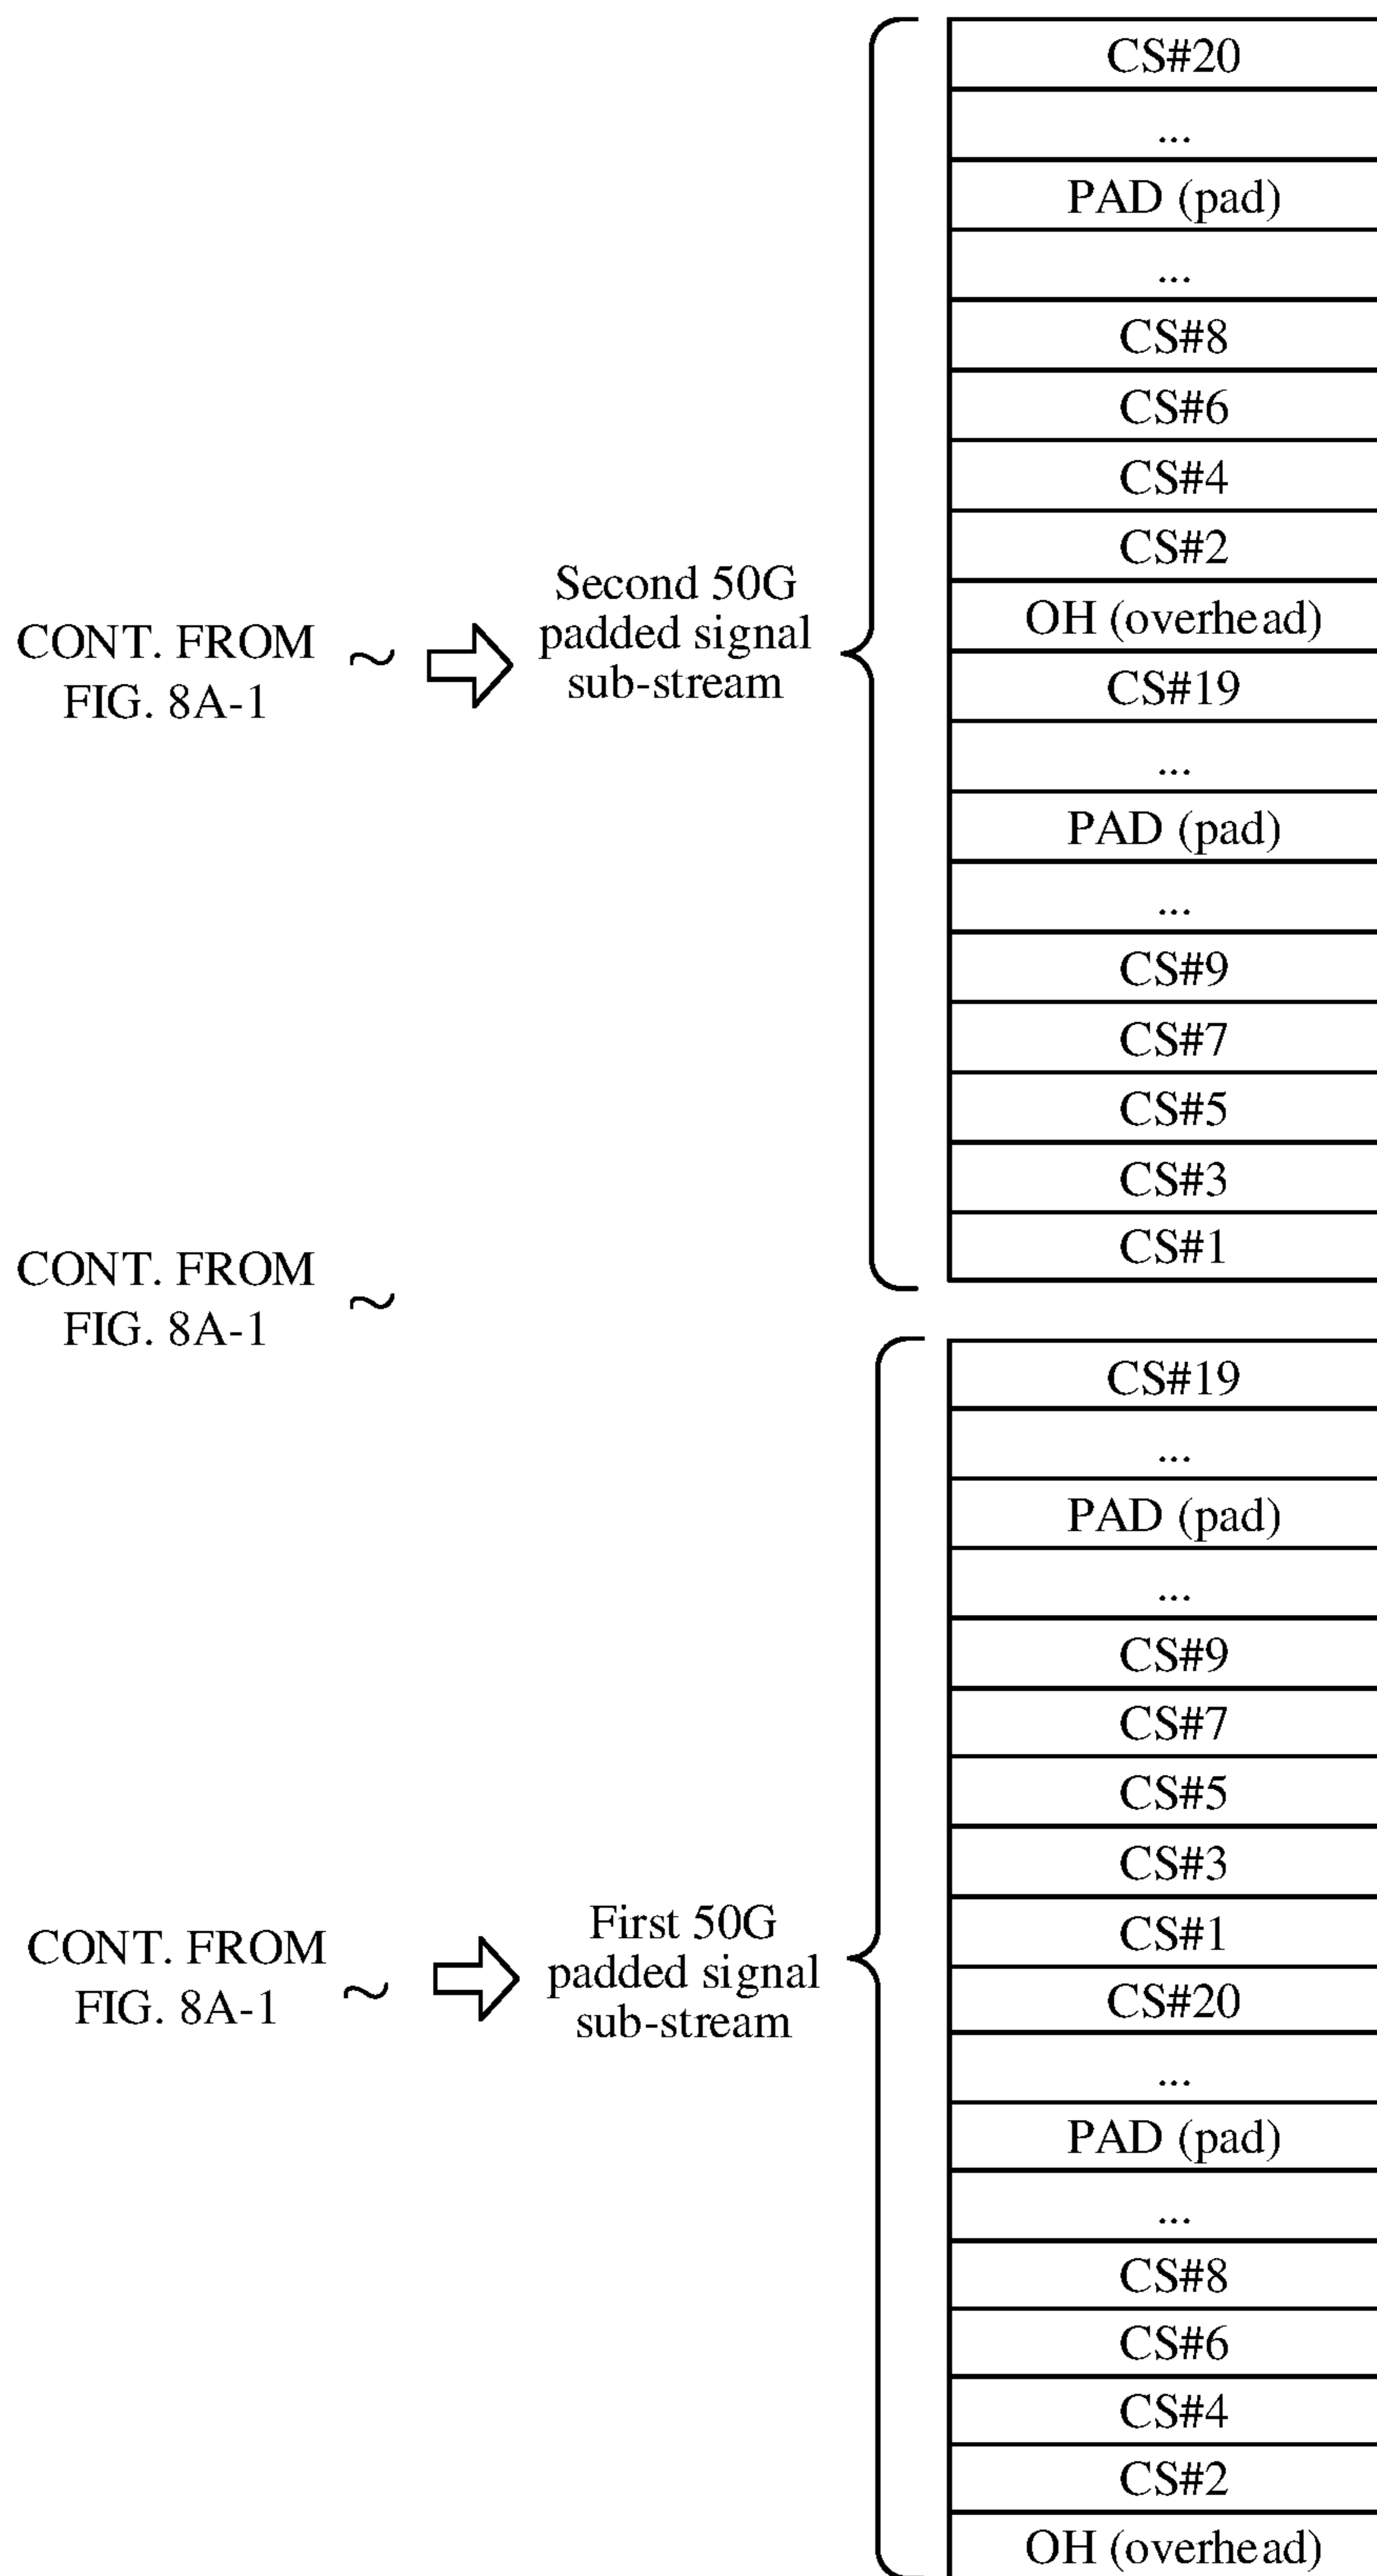 CS#20
...
PAD (pad)
...
CS#8
CS#6
CS#4
CS#2
OH (overhead)
CS#19
...
PAD (pad)
...
CS#9
CS#7
CS#5
CS#3
CS#1
CONT. FROM
FIG. 8A-1
~
Second 50G
padded signal
sub-stream
CONT. FROM
FIG. 8A-1
~
CS#19
...
PAD (pad)
...
CS#9
CS#7
CS#5
CS#3
CS#1
CS#20
...
PAD (pad)
...
CS#8
CS#6
CS#4
CS#2
OH (overhead)
CONT. FROM
FIG. 8A-1
~
First 50G
padded signal
sub-stream